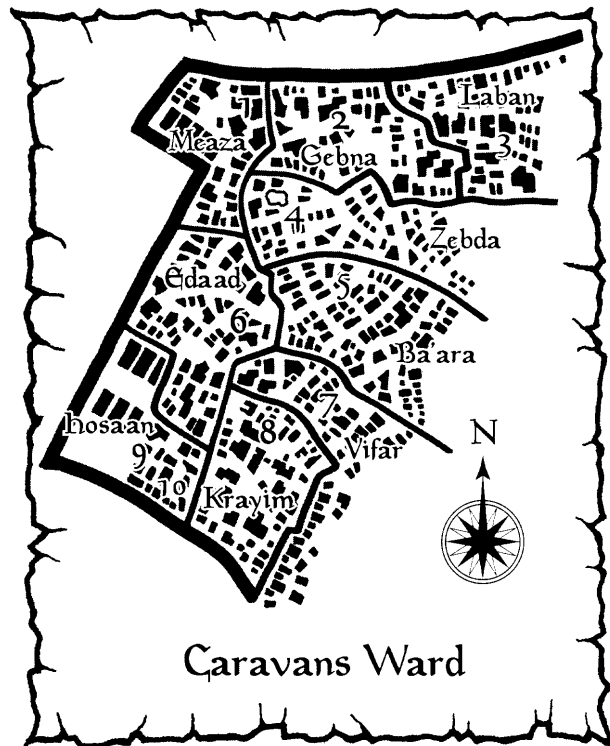 Laban
1
2
Meaza
3
Gebna
4
Zebda
Edaad
5
6
Ba'ara
7
Hosaan
8
Vifar
N
9
10
Krayim
Caravans Ward